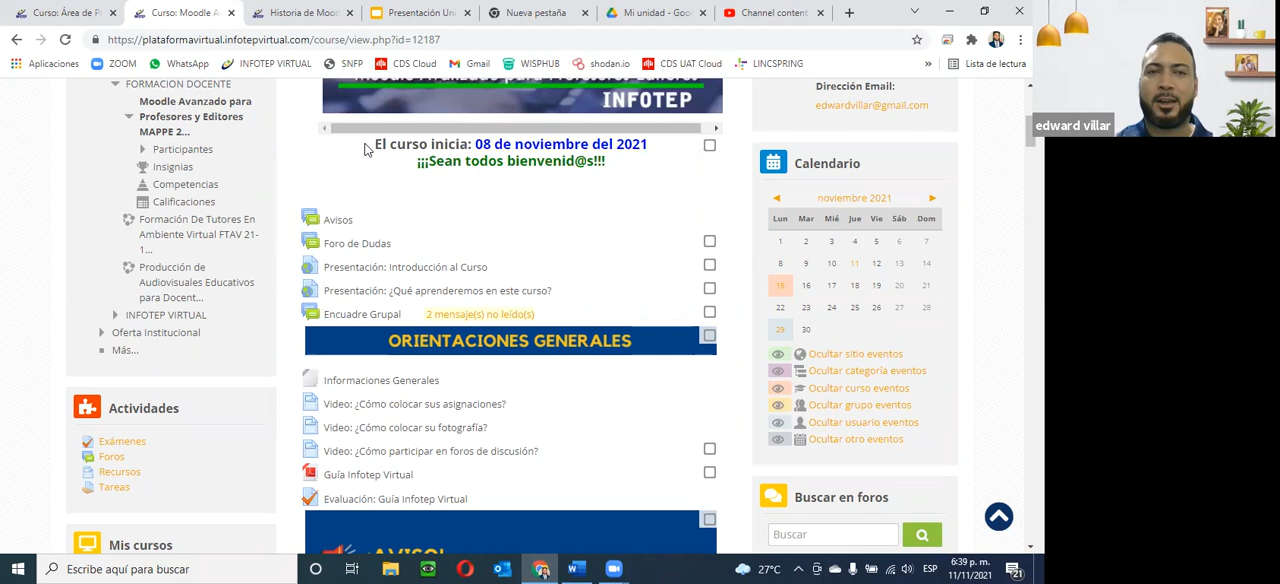 Curso: Área de P
Curso: Moodle A
Historia de Moo
Presentación Uni
Nueva pestaña
Mi unidad - Goo
Channel content
https://plataformavirtual.infotepvirtual.com/course/view.php?id=12187
Aplicaciones
ZOOM
WhatsApp
INFOTEP VIRTUAL
SNFP
CDS Cloud
Gmail
WISPHUB
shodan.io
CDS UAT Cloud
LINCSPRING
»
Lista de lectura
FORMACION DOCENTE
Moodle Avanzado para
Profesores y Editores
MAPPE 2...
Participantes
Insignias
Competencias
Calificaciones
Formación De Tutores En
Ambiente Virtual FTAV 21-
1...
Producción de
Audiovisuales Educativos
para Docent...
INFOTEP VIRTUAL
Oferta Institucional
Más...
Actividades
Exámenes
Foros
Recursos
Tareas
Mis cursos
INFOTEP
El curso inicia: 08 de noviembre del 2021
¡¡¡Sean todos bienvenid@s!!!
Avisos
Foro de Dudas
Presentación: Introducción al Curso
Presentación: ¿Qué aprenderemos en este curso?
Encuadre Grupal 2 mensaje(s) no leído(s)
ORIENTACIONES GENERALES
Informaciones Generales
Video: ¿Cómo colocar sus asignaciones?
Video: ¿Cómo colocar su fotografía?
Video: ¿Cómo participar en foros de discusión?
Guía Infotep Virtual
Evaluación: Guía Infotep Virtual
¡AVISO!
Dirección Email:
edwardvillar@gmail.com
Calendario
noviembre 2021
Lun Mar Mié Jue Vie Sáb Dom
1 2 3 4 5 6 7
8 9 10 11 12 13 14
15 16 17 18 19 20 21
22 23 24 25 26 27 28
29 30
Ocultar sitio eventos
Ocultar categoría eventos
Ocultar curso eventos
Ocultar grupo eventos
Ocultar usuario eventos
Ocultar otro eventos
Buscar en foros
Buscar
edward villar
Escribe aquí para buscar
27°C
ESP
6:39 p. m.
11/11/2021
21